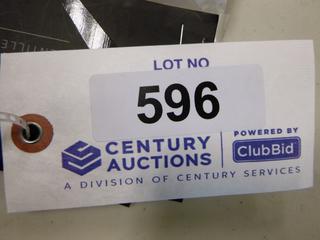 LOT NO
596
CENTURY
AUCTIONS
POWERED BY
ClubBid
A DIVISION OF CENTURY SERVICES